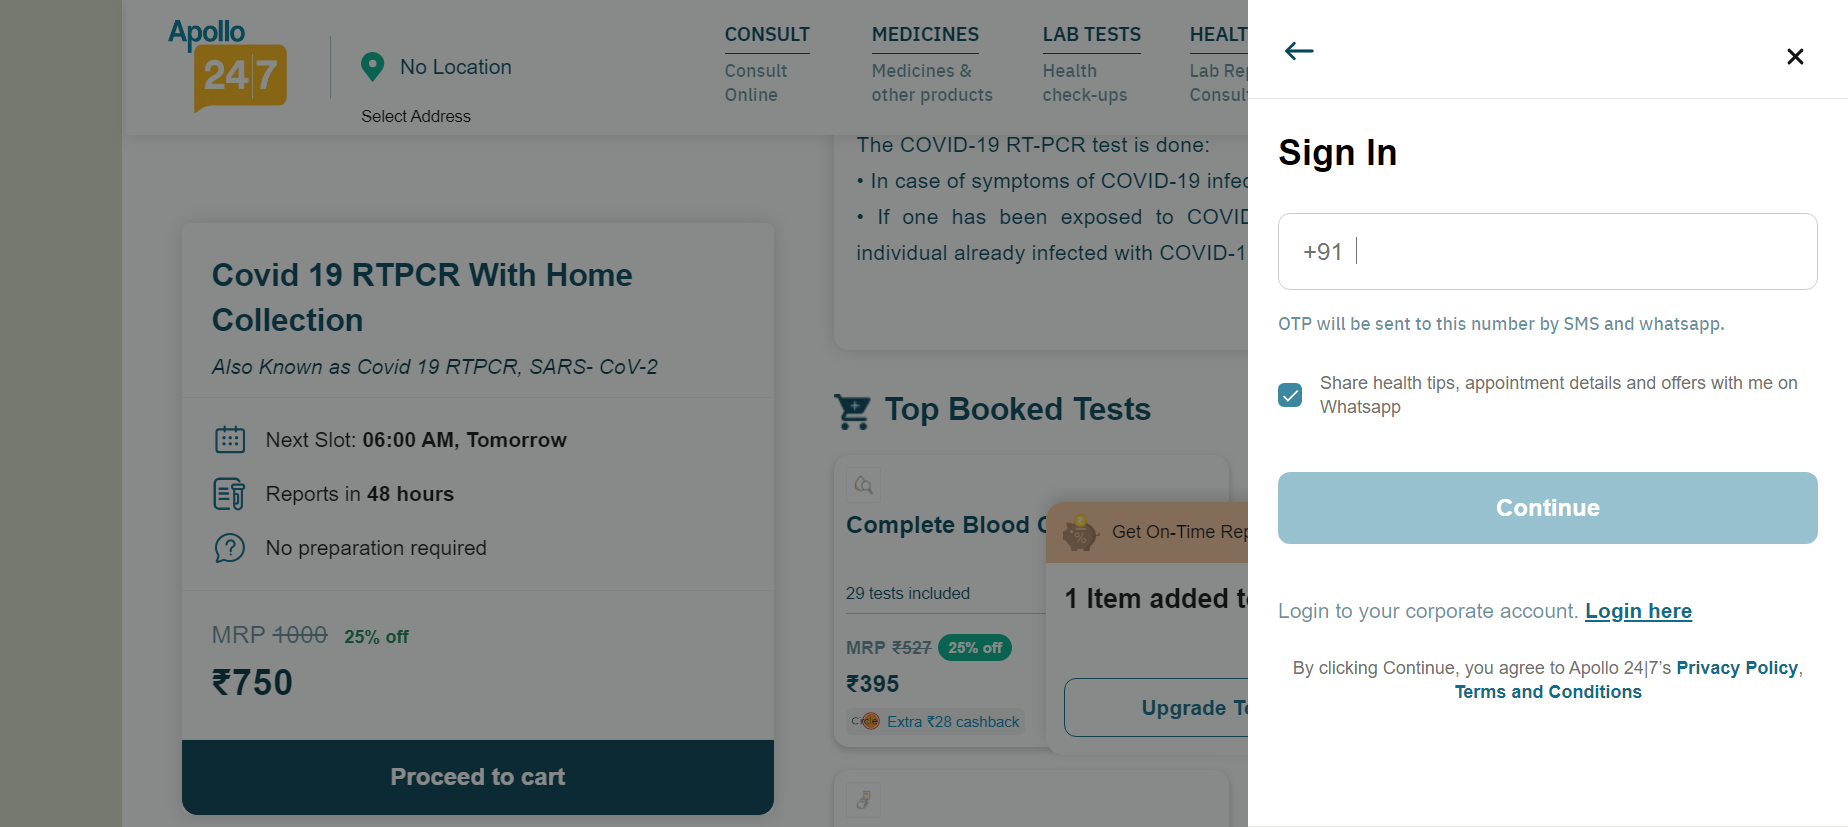 Apollo
24|7
No Location
Select Address
CONSULT
Consult
Online
MEDICINES
Medicines &
other products
LAB TESTS
Health
check-ups
HEALT
Lab Rep
Consul
The COVID-19 RT-PCR test is done:
• In case of symptoms of COVID-19 infec
• If one has been exposed to COVID
individual already infected with COVID-1
Covid 19 RTPCR With Home
Collection
Also Known as Covid 19 RTPCR, SARS- CoV-2
Next Slot: 06:00 AM, Tomorrow
Reports in 48 hours
No preparation required
MRP 1000 25% off
₹750
Proceed to cart
Top Booked Tests
Complete Blood C
29 tests included
MRP ₹527 25% off
₹395
Circle Extra ₹28 cashback
Get On-Time Rep
1 Item added to
Upgrade To
Sign In
+91
OTP will be sent to this number by SMS and whatsapp.
Share health tips, appointment details and offers with me on
Whatsapp
Continue
Login to your corporate account. Login here
By clicking Continue, you agree to Apollo 24|7's Privacy Policy,
Terms and Conditions